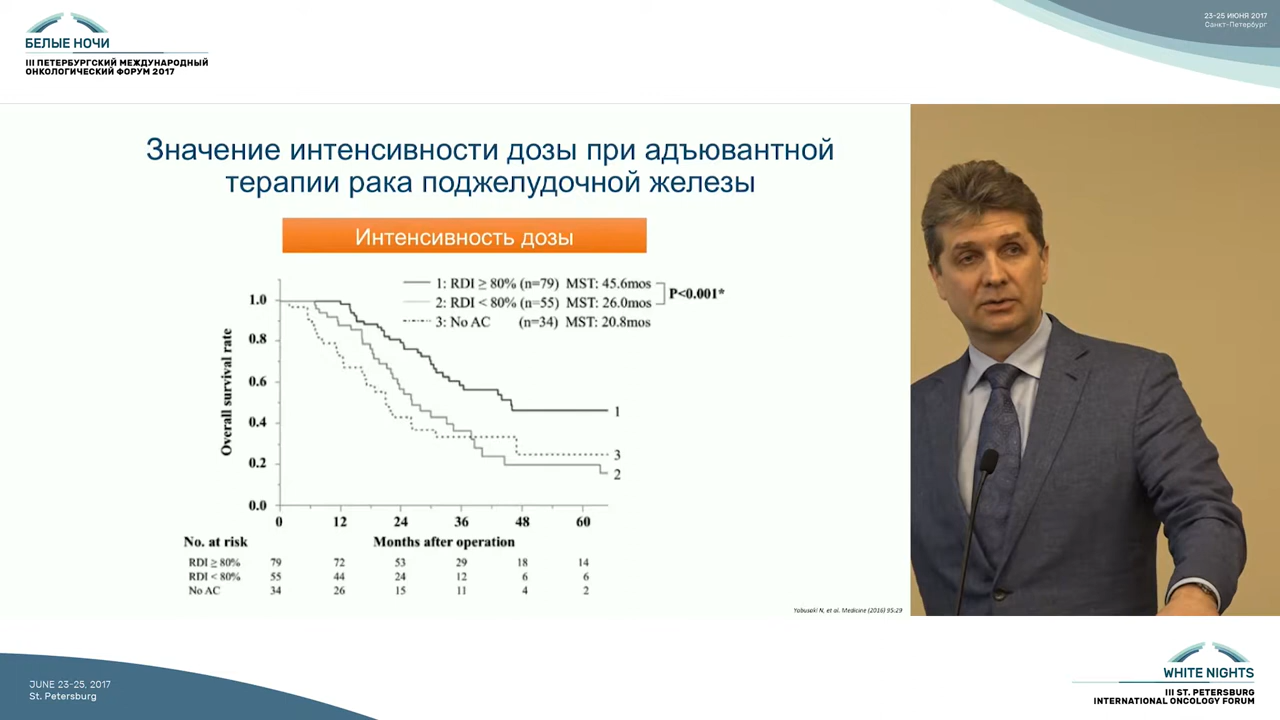 БЕЛЫЕ НОЧИ
III ПЕТЕРБУРГСКИЙ МЕЖДУНАРОДНЫЙ
ОНКОЛОГИЧЕСКИЙ ФОРУМ 2017
23-25 ИЮНЯ 2017
Санкт-Петербург
Значение интенсивности дозы при адъювантной
терапии рака поджелудочной железы
Интенсивность дозы
1: RDI ≥ 80% (n=79) MST: 45.6mos
2: RDI < 80% (n=55) MST: 26.0mos
3: No AC (n=34) MST: 20.8mos
P<0.001*
Overall survival rate
1.0
0.8
0.6
0.4
0.2
0.0
1
3
2
0 12 24 36 48 60
No. at risk
Months after operation
RDI ≥ 80% 79 72 53 29 18 14
RDI < 80% 55 44 24 12 6 6
No AC 34 26 15 11 4 2
Yabusaki N, et al. Medicine (2016) 95:29
JUNE 23-25, 2017
St. Petersburg
WHITE NIGHTS
III ST. PETERSBURG
INTERNATIONAL ONCOLOGY FORUM